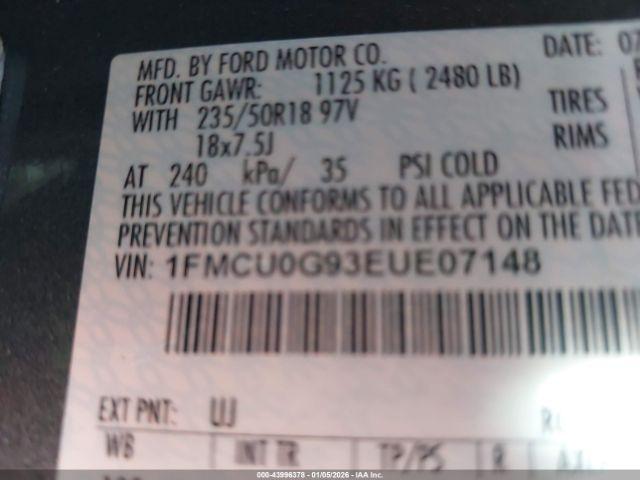 MFD. BY FORD MOTOR CO. DATE: 07
FRONT GAWR: 1125 KG ( 2480 LB)
WITH 235/50R18 97V TIRES
18x7.5J RIMS
AT 240 kPa/ 35 PSI COLD
THIS VEHICLE CONFORMS TO ALL APPLICABLE FED
PREVENTION STANDARDS IN EFFECT ON THE DATE
VIN: 1FMCU0G93EUE07148
EXT PNT: UJ
WB INT TR TP/PS R
000-43996378 - 01/05/2026 - IAAI.COM